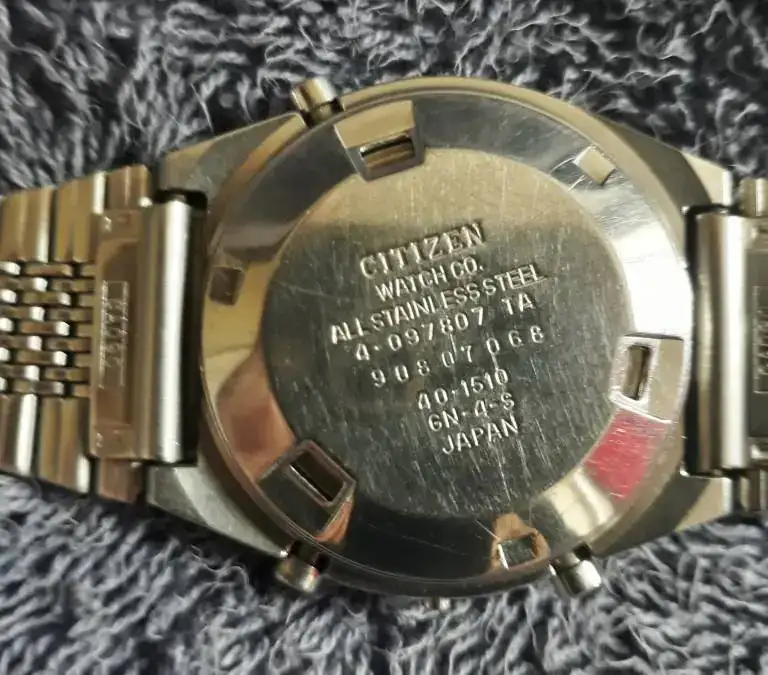 CITIZEN
WATCH CO.
ALL STAINLESS STEEL
4-097807 TA
90807068
40-1510
GN-4-S
JAPAN